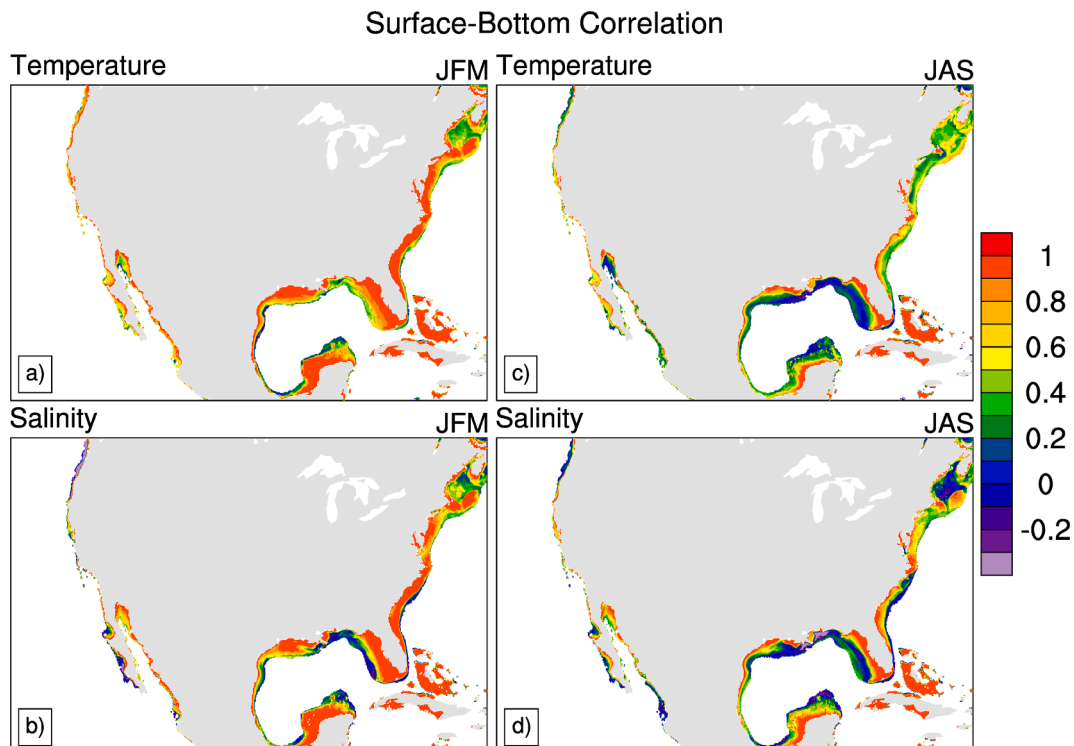 Surface-Bottom Correlation
Temperature JFM
a)
Temperature JAS
c)
Salinity JFM
b)
Salinity JAS
d)
1
0.8
0.6
0.4
0.2
0
-0.2